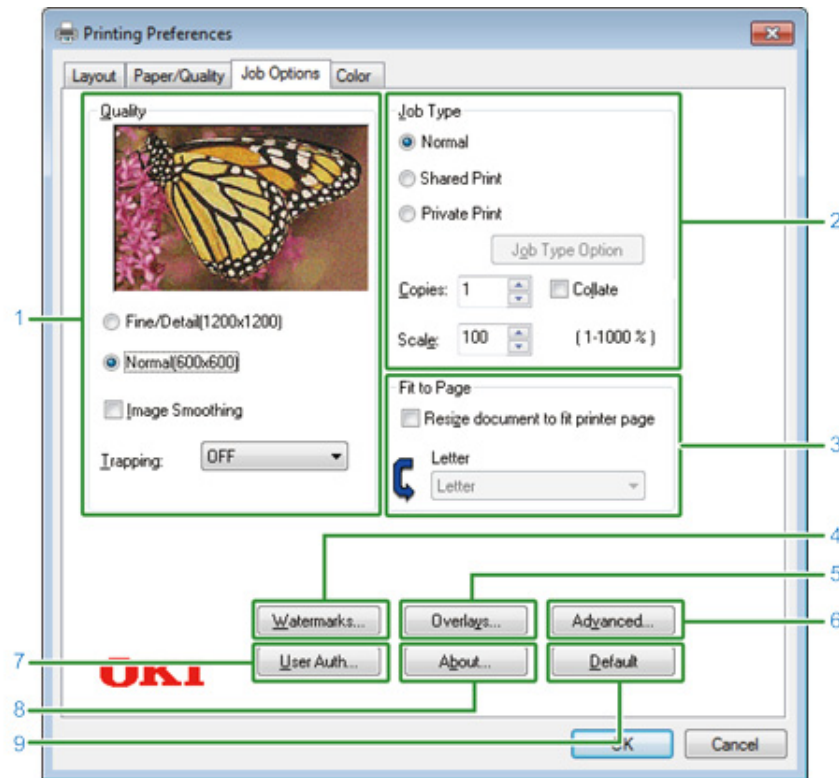 Printing Preferences
Layout Paper/Quality Job Options Color
Quality
Fine/Detail(1200x1200)
Normal(600x600)
Image Smoothing
Trapping: OFF
Job Type
Normal
Shared Print
Private Print
Job Type Option
Copies: 1 Collate
Scale: 100 (1-1000 %)
Fit to Page
Resize document to fit printer page
Letter
Letter
1
2
3
4
5
6
7
8
9
Watermarks... Overlays... Advanced...
User Auth... About... Default
OKI
OK Cancel